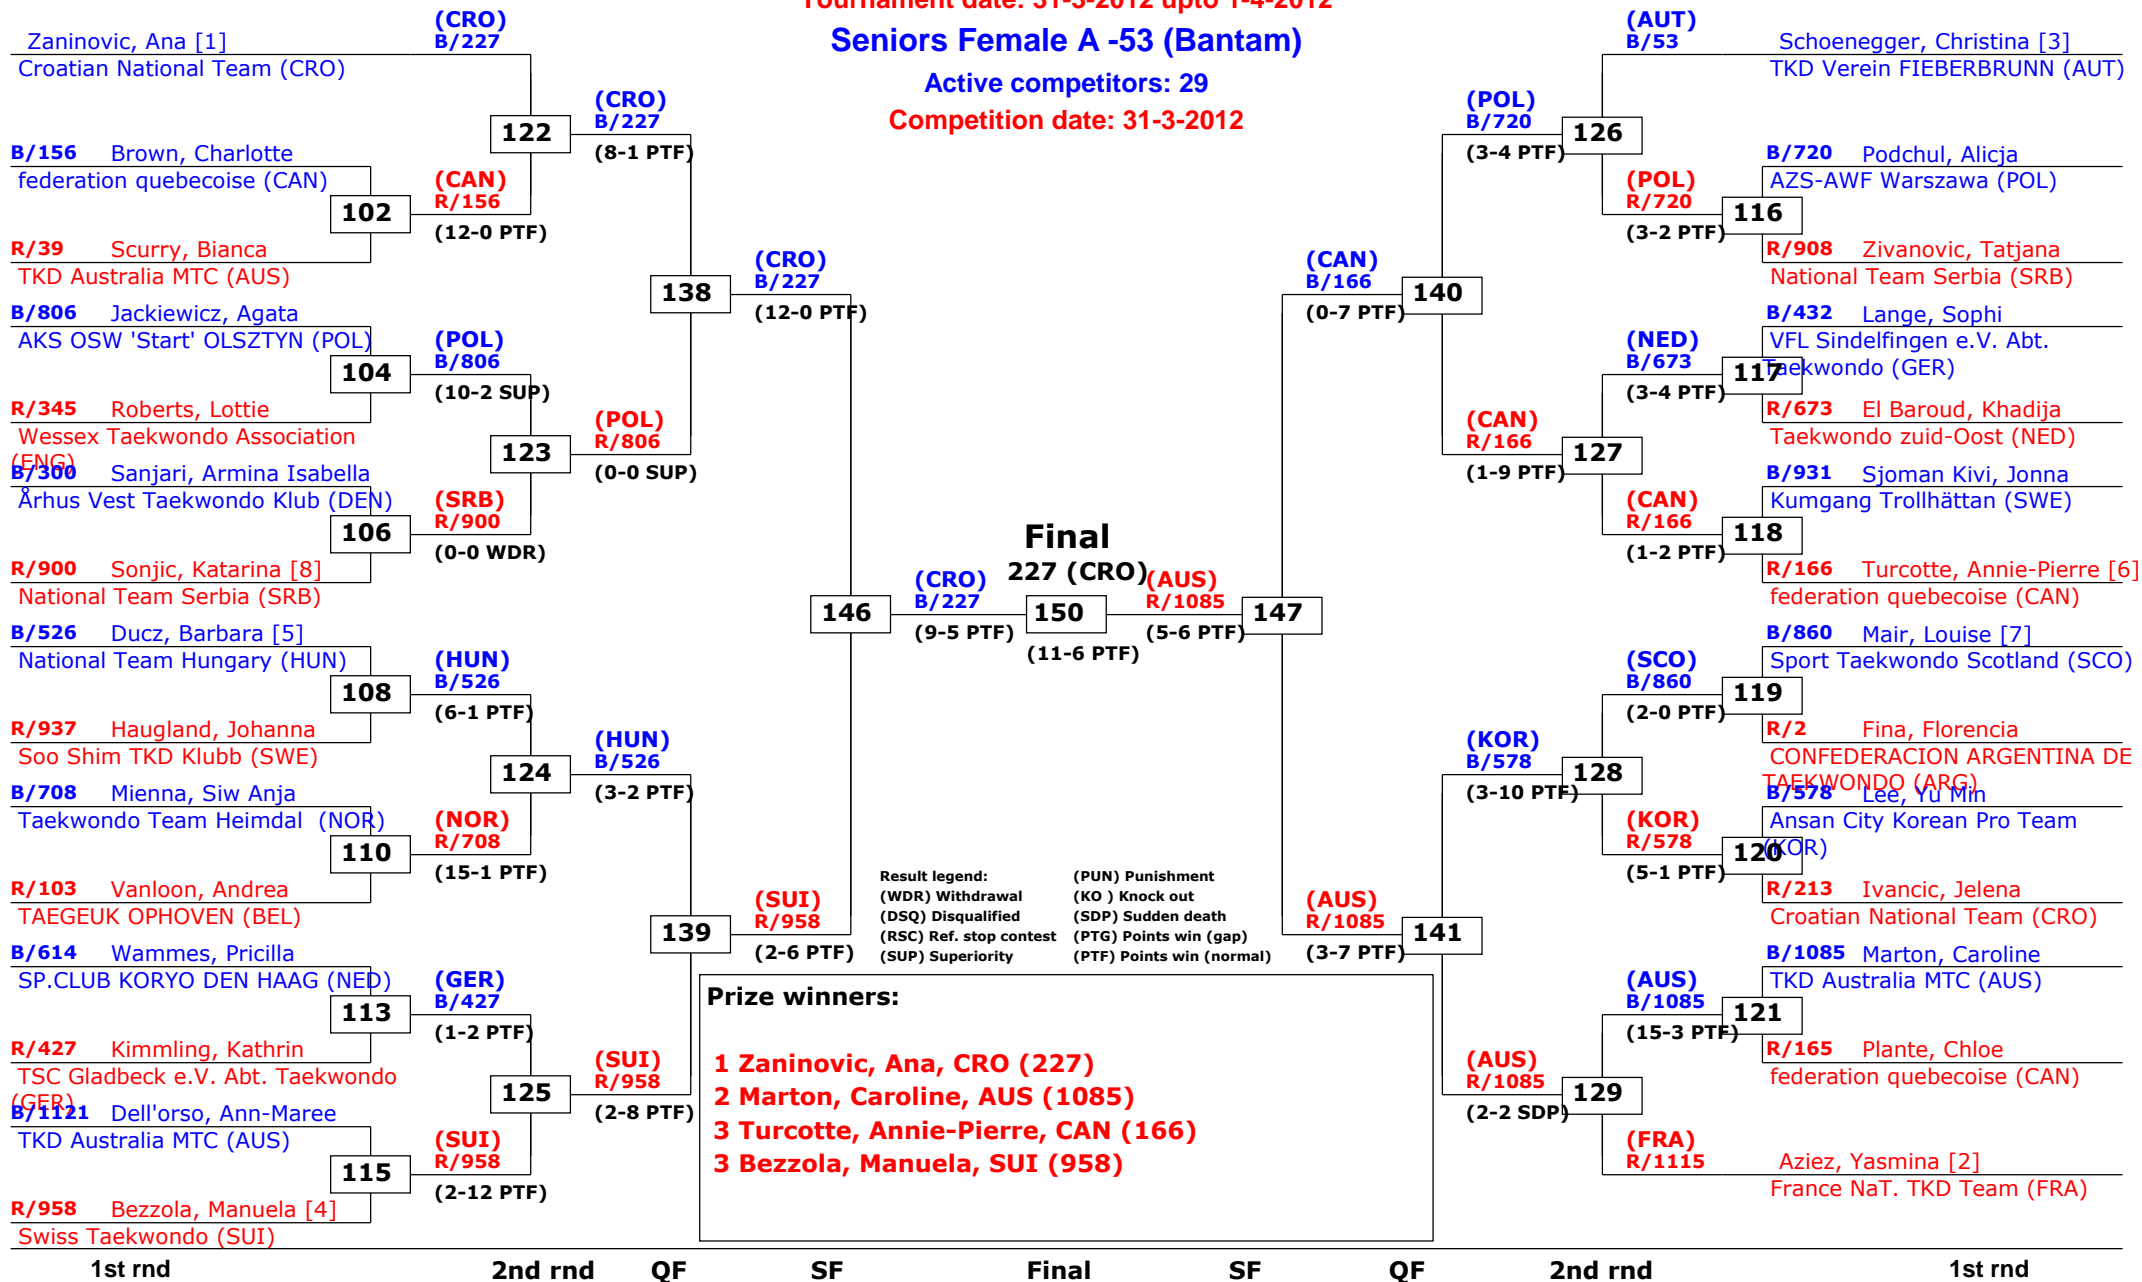 Tournament date: 31-3-2012 upto 1-4-2012
Seniors Female A -53 (Bantam)
Active competitors: 29
Competition date: 31-3-2012
Zaninovic, Ana [1]
Croatian National Team (CRO)
B/156 Brown, Charlotte
federation quebecoise (CAN)
102
R/39 Scurry, Bianca
TKD Australia MTC (AUS)
B/806 Jackiewicz, Agata
AKS OSW 'Start' OLSZTYN (POL)
104
R/345 Roberts, Lottie
Wessex Taekwondo Association
(ENG)
B/300 Sanjari, Armina Isabella
Århus Vest Taekwondo Klub (DEN)
106
R/900 Sonjic, Katarina [8]
National Team Serbia (SRB)
B/526 Ducz, Barbara [5]
National Team Hungary (HUN)
108
R/937 Haugland, Johanna
Soo Shim TKD Klubb (SWE)
B/708 Mienna, Siw Anja
Taekwondo Team Heimdal (NOR)
110
R/103 Vanloon, Andrea
TAEGEUK OPHOVEN (BEL)
B/614 Wammes, Pricilla
SP.CLUB KORYO DEN HAAG (NED)
113
R/427 Kimmling, Kathrin
TSC Gladbeck e.V. Abt. Taekwondo
(GER)
B/1121 Dell'orso, Ann-Maree
TKD Australia MTC (AUS)
115
R/958 Bezzola, Manuela [4]
Swiss Taekwondo (SUI)
(CRO)
B/227
122
(CAN)
R/156
(12-0 PTF)
(POL)
B/806
(10-2 SUP)
123
(SRB)
R/900
(0-0 WDR)
(HUN)
B/526
(6-1 PTF)
124
(NOR)
R/708
(15-1 PTF)
(GER)
B/427
(1-2 PTF)
125
(SUI)
R/958
(2-12 PTF)
(CRO)
B/227
(8-1 PTF)
138
(POL)
R/806
(0-0 SUP)
(HUN)
B/526
(3-2 PTF)
139
(SUI)
R/958
(2-8 PTF)
(CRO)
B/227
(12-0 PTF)
146
(SUI)
R/958
(2-6 PTF)
(CRO)
B/227
(9-5 PTF)
Final
227 (CRO)
150
(11-6 PTF)
(AUS)
R/1085
(5-6 PTF)
147
(CAN)
B/166
(0-7 PTF)
140
(AUS)
R/1085
(3-7 PTF)
141
(POL)
B/720
(3-4 PTF)
126
(CAN)
R/166
(1-9 PTF)
127
(KOR)
B/578
(3-10 PTF)
128
(AUS)
R/1085
(2-2 SDP)
129
(AUT)
B/53
(POL)
R/720
(3-2 PTF)
116
(NED)
B/673
(3-4 PTF)
117
(CAN)
R/166
(1-2 PTF)
118
(SCO)
B/860
(2-0 PTF)
119
(KOR)
R/578
(5-1 PTF)
120
(AUS)
B/1085
(15-3 PTF)
121
(FRA)
R/1115
Schoenegger, Christina [3]
TKD Verein FIEBERBRUNN (AUT)
B/720 Podchul, Alicja
AZS-AWF Warszawa (POL)
R/908 Zivanovic, Tatjana
National Team Serbia (SRB)
B/432 Lange, Sophi
VFL Sindelfingen e.V. Abt.
Taekwondo (GER)
R/673 El Baroud, Khadija
Taekwondo zuid-Oost (NED)
B/931 Sjoman Kivi, Jonna
Kumgang Trollhättan (SWE)
R/166 Turcotte, Annie-Pierre [6]
federation quebecoise (CAN)
B/860 Mair, Louise [7]
Sport Taekwondo Scotland (SCO)
R/2 Fina, Florencia
CONFEDERACION ARGENTINA DE
TAEKWONDO (ARG)
B/578 Lee, Yu Min
Ansan City Korean Pro Team
(KOR)
R/213 Ivancic, Jelena
Croatian National Team (CRO)
B/1085 Marton, Caroline
TKD Australia MTC (AUS)
R/165 Plante, Chloe
federation quebecoise (CAN)
Aziez, Yasmina [2]
France NaT. TKD Team (FRA)
Result legend: (PUN) Punishment
(WDR) Withdrawal (KO ) Knock out
(DSQ) Disqualified (SDP) Sudden death
(RSC) Ref. stop contest (PTG) Points win (gap)
(SUP) Superiority (PTF) Points win (normal)
Prize winners:
1 Zaninovic, Ana, CRO (227)
2 Marton, Caroline, AUS (1085)
3 Turcotte, Annie-Pierre, CAN (166)
3 Bezzola, Manuela, SUI (958)
1st rnd 2nd rnd QF SF Final SF QF 2nd rnd 1st rnd